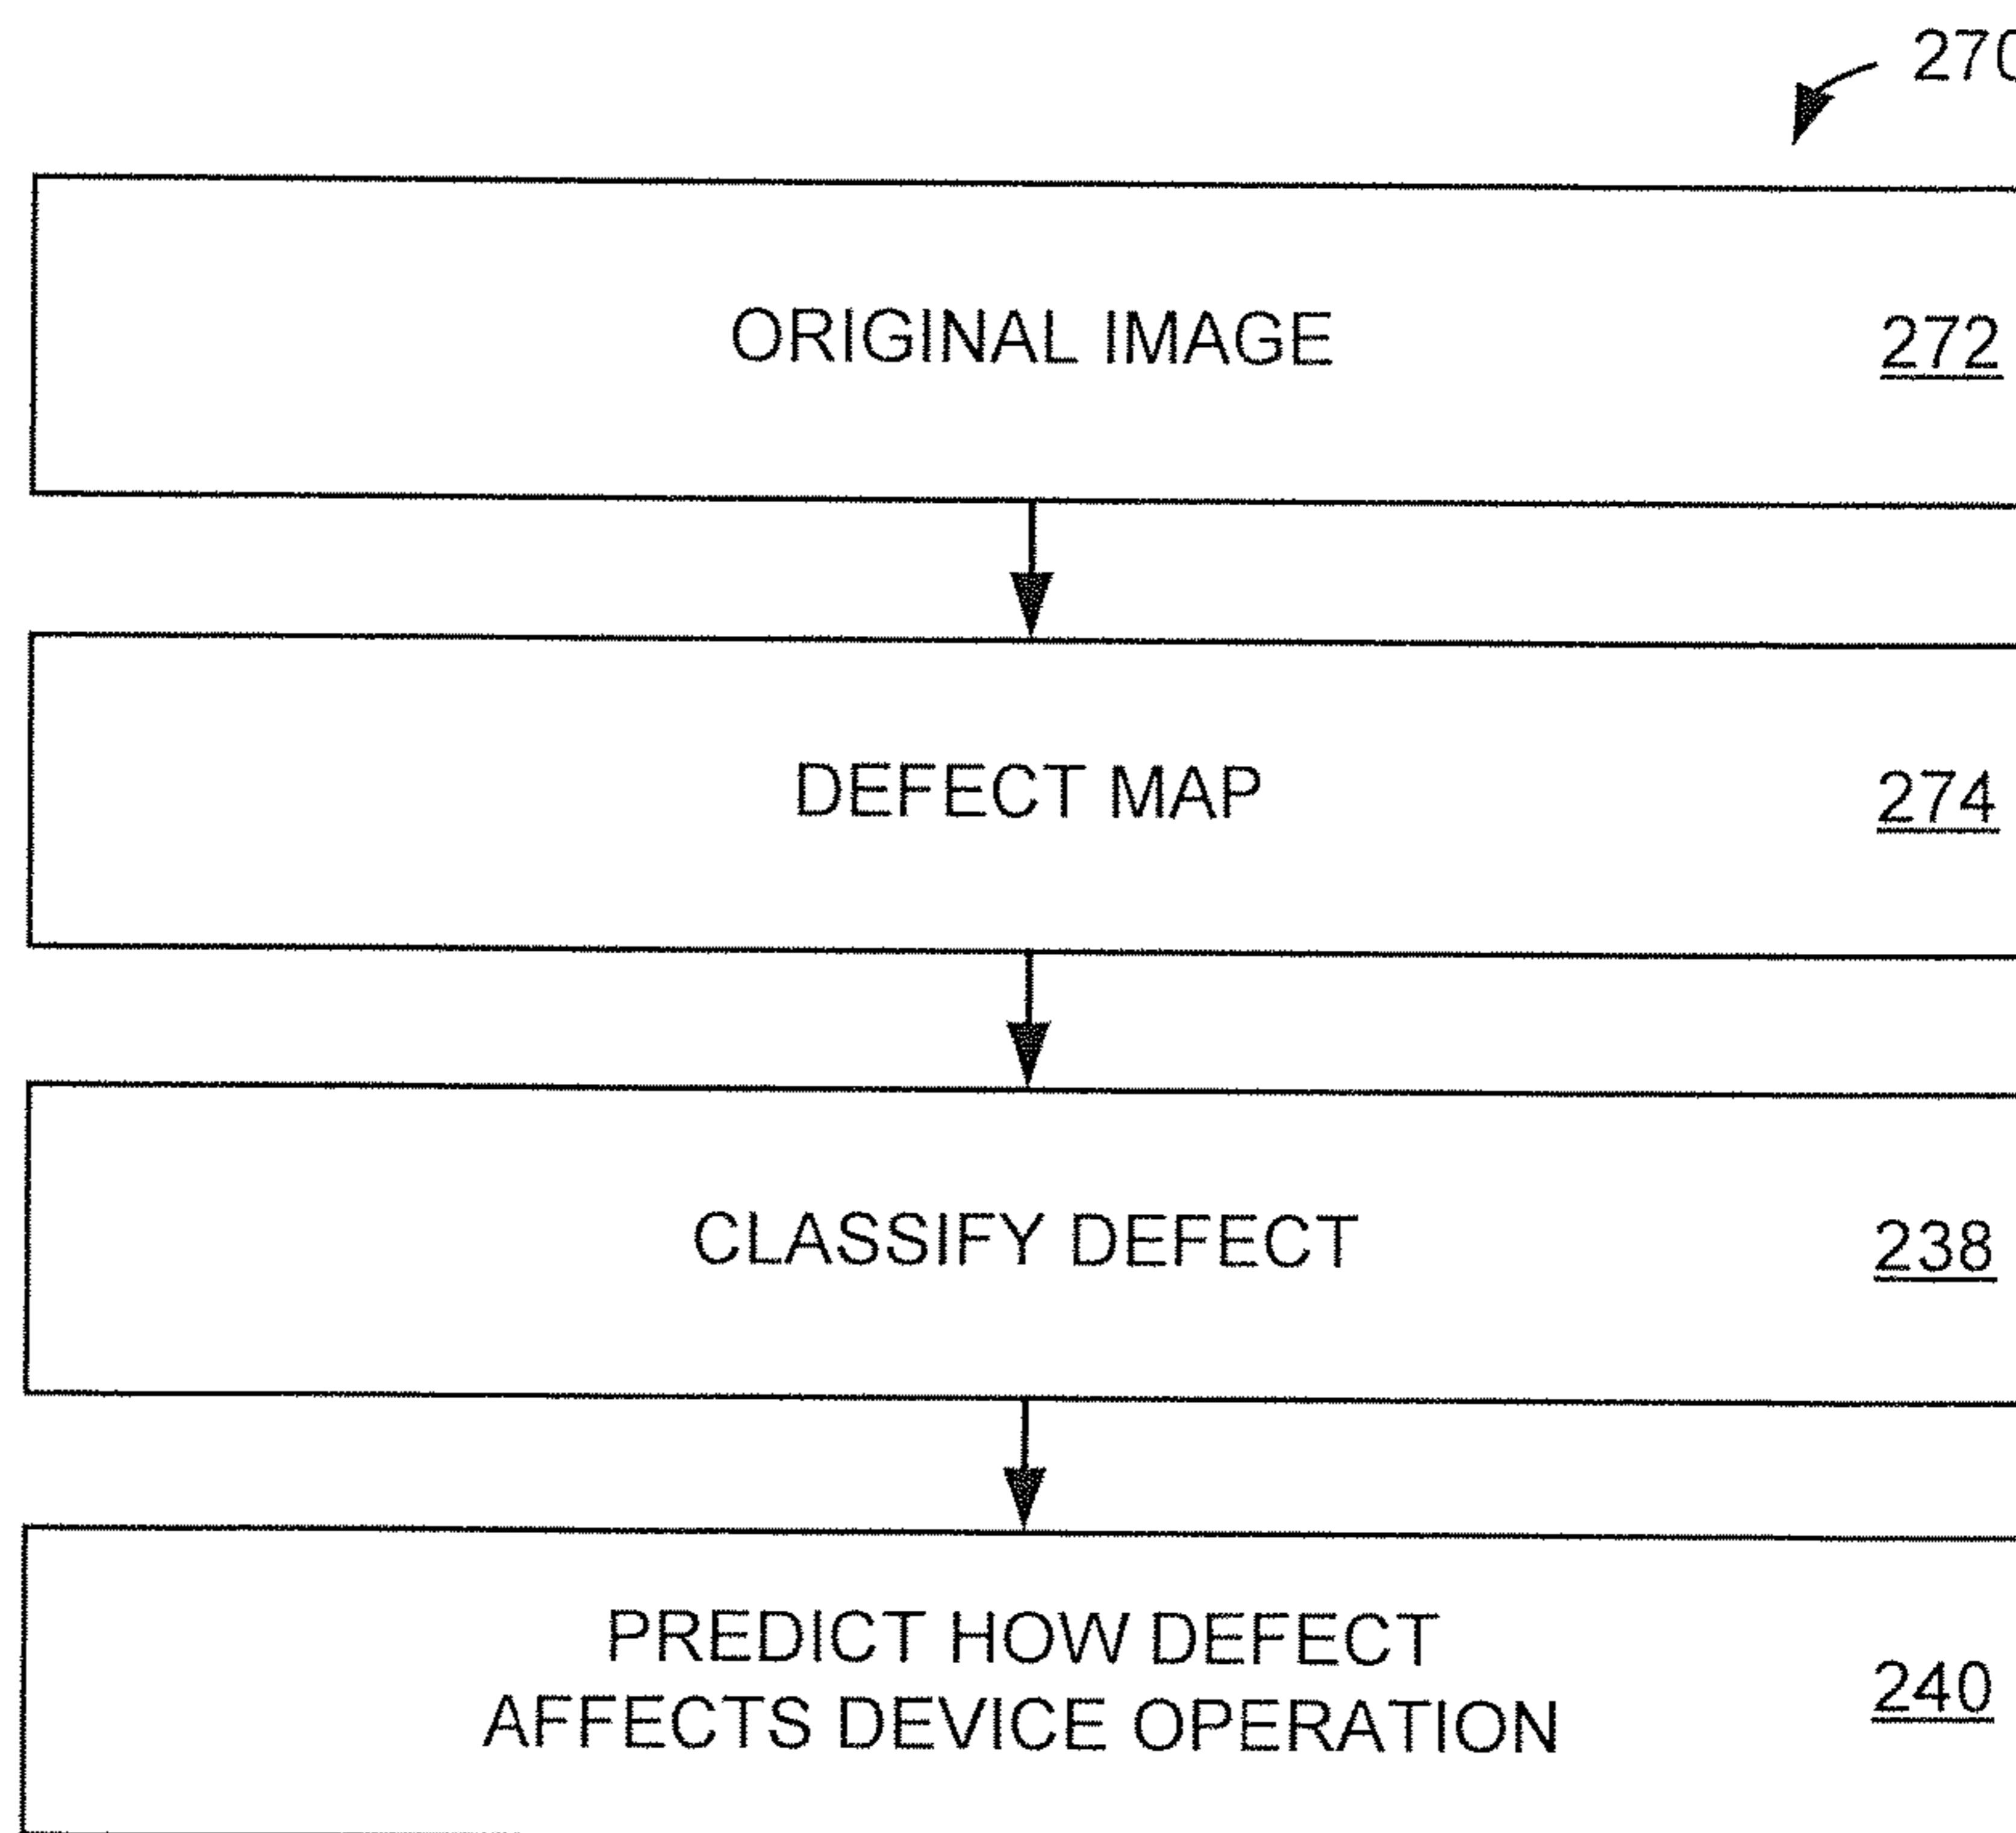 270
ORIGINAL IMAGE 272
DEFECT MAP 274
CLASSIFY DEFECT 238
PREDICT HOW DEFECT
AFFECTS DEVICE OPERATION 240